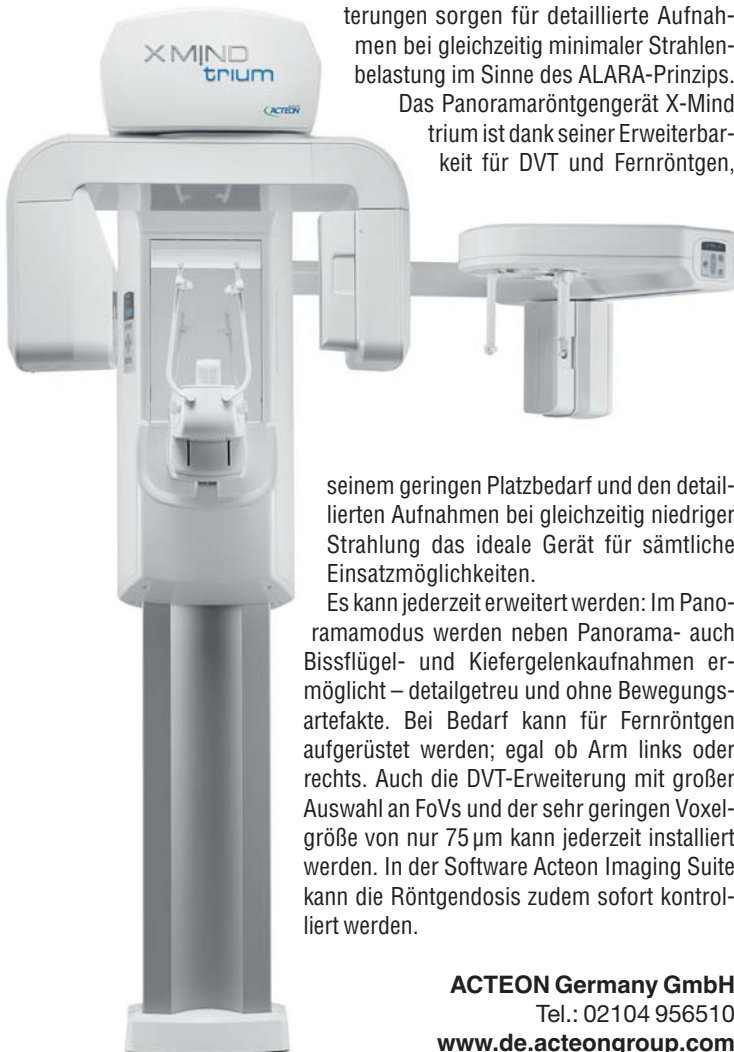 X MIND
trium
ACTEON
terungen sorgen für detaillierte Aufnah-
men bei gleichzeitig minimaler Strahlen-
belastung im Sinne des ALARA-Prinzips.
Das Panoramaröntgengerät X-Mind
trium ist dank seiner Erweiterbar-
keit für DVT und Fernröntgen,
seinem geringen Platzbedarf und den detail-
lierten Aufnahmen bei gleichzeitig niedriger
Strahlung das ideale Gerät für sämtliche
Einsatzmöglichkeiten.
Es kann jederzeit erweitert werden: Im Pano-
ramamodus werden neben Panorama- auch
Bissflügel- und Kiefergelenkaufnahmen er-
möglicht – detailgetreu und ohne Bewegungs-
artefakte. Bei Bedarf kann für Fernröntgen
aufgerüstet werden; egal ob Arm links oder
rechts. Auch die DVT-Erweiterung mit großer
Auswahl an FoVs und der sehr geringen Voxel-
größe von nur 75 µm kann jederzeit installiert
werden. In der Software Acteon Imaging Suite
kann die Röntgendosis zudem sofort kontrol-
liert werden.
ACTEON Germany GmbH
Tel.: 02104 956510
www.de.acteongroup.com